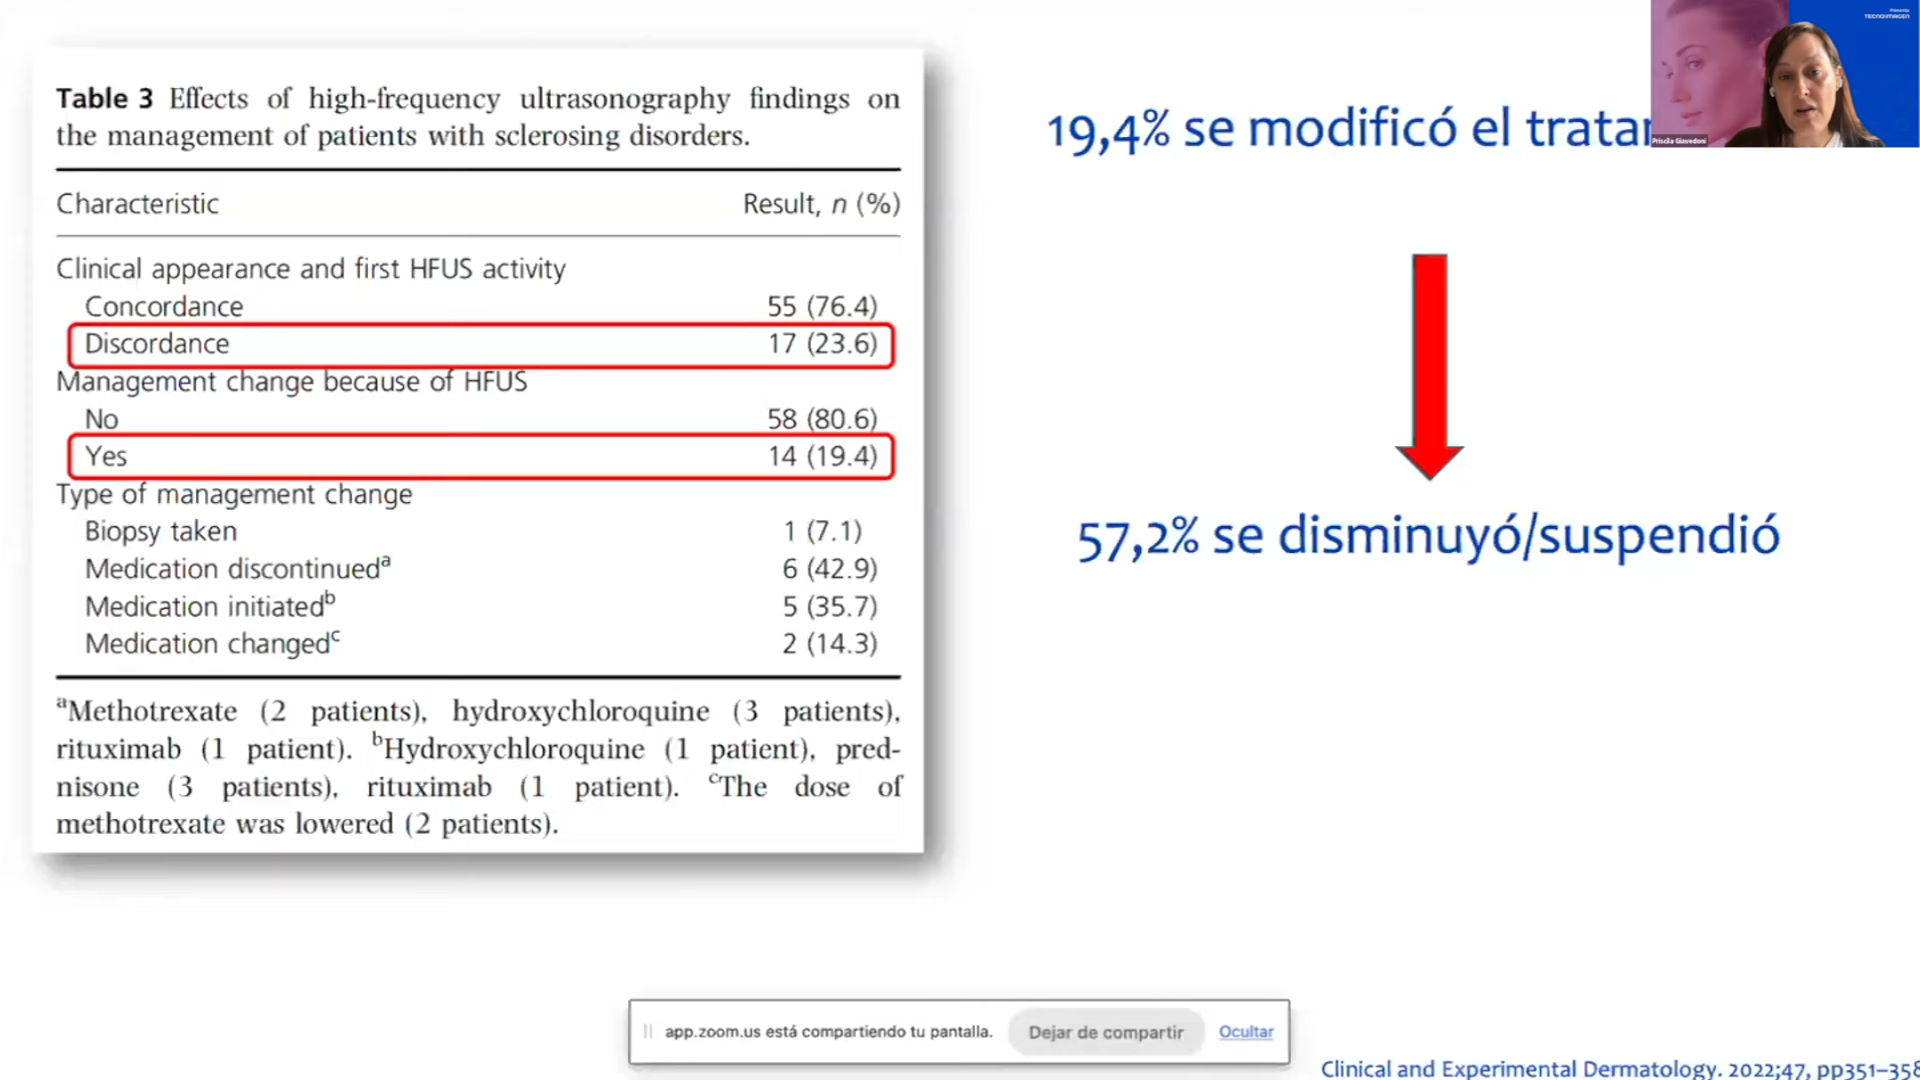 Table 3 Effects of high-frequency ultrasonography findings on
the management of patients with sclerosing disorders.
Characteristic Result, n (%)
Clinical appearance and first HFUS activity
Concordance 55 (76.4)
Discordance 17 (23.6)
Management change because of HFUS
No 58 (80.6)
Yes 14 (19.4)
Type of management change
Biopsy taken 1 (7.1)
Medication discontinuedᵃ 6 (42.9)
Medication initiatedᵇ 5 (35.7)
Medication changedᶜ 2 (14.3)
ᵃMethotrexate (2 patients), hydroxychloroquine (3 patients),
rituximab (1 patient). ᵇHydroxychloroquine (1 patient), pred-
nisone (3 patients), rituximab (1 patient). ᶜThe dose of
methotrexate was lowered (2 patients).
19,4% se modificó el tratar
57,2% se disminuyó/suspendió
Presenta
TECNOIMAGEN
Priscila Giavedoni
app.zoom.us está compartiendo tu pantalla.
Dejar de compartir
Ocultar
Clinical and Experimental Dermatology. 2022;47, pp351–358